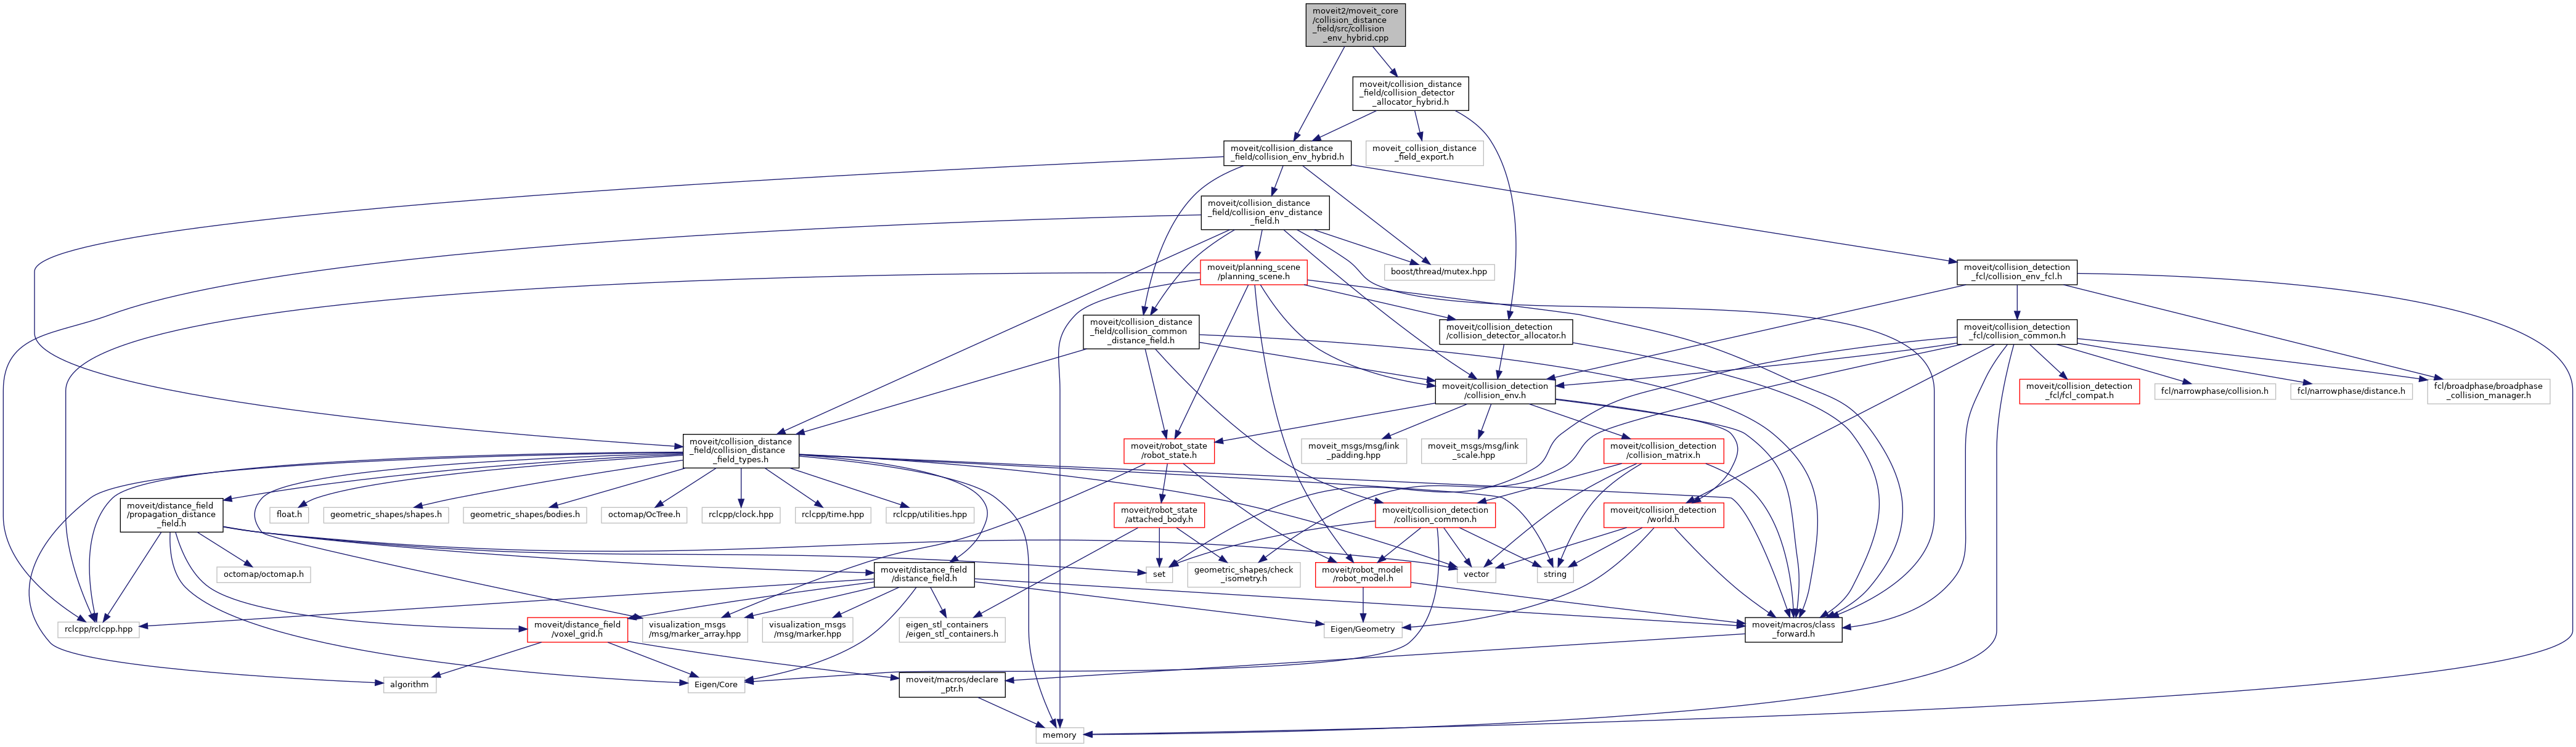 moveit2/moveit_core
/collision_distance
_field/src/collision
_env_hybrid.cpp
moveit/collision_distance
_field/collision_detector
_allocator_hybrid.h
moveit/collision_distance
_field/collision_env_hybrid.h
moveit_collision_distance
_field_export.h
moveit/collision_distance
_field/collision_env_distance
_field.h
moveit/planning_scene
/planning_scene.h
boost/thread/mutex.hpp
moveit/collision_detection
_fcl/collision_env_fcl.h
moveit/collision_distance
_field/collision_common
_distance_field.h
moveit/collision_detection
/collision_detector_allocator.h
moveit/collision_detection
_fcl/collision_common.h
moveit/collision_detection
/collision_env.h
moveit/collision_detection
_fcl/fcl_compat.h
fcl/narrowphase/collision.h
fcl/narrowphase/distance.h
fcl/broadphase/broadphase
_collision_manager.h
moveit/collision_distance
_field/collision_distance
_field_types.h
moveit/robot_state
/robot_state.h
moveit_msgs/msg/link
_padding.hpp
moveit_msgs/msg/link
_scale.hpp
moveit/collision_detection
/collision_matrix.h
moveit/distance_field
/propagation_distance
_field.h
float.h
geometric_shapes/shapes.h
geometric_shapes/bodies.h
octomap/OcTree.h
rclcpp/clock.hpp
rclcpp/time.hpp
rclcpp/utilities.hpp
moveit/robot_state
/attached_body.h
moveit/collision_detection
/collision_common.h
moveit/collision_detection
/world.h
octomap/octomap.h
moveit/distance_field
/distance_field.h
set
geometric_shapes/check
_isometry.h
moveit/robot_model
/robot_model.h
vector
string
rclcpp/rclcpp.hpp
moveit/distance_field
/voxel_grid.h
visualization_msgs
/msg/marker_array.hpp
visualization_msgs
/msg/marker.hpp
eigen_stl_containers
/eigen_stl_containers.h
Eigen/Geometry
moveit/macros/class
_forward.h
algorithm
Eigen/Core
moveit/macros/declare
_ptr.h
memory